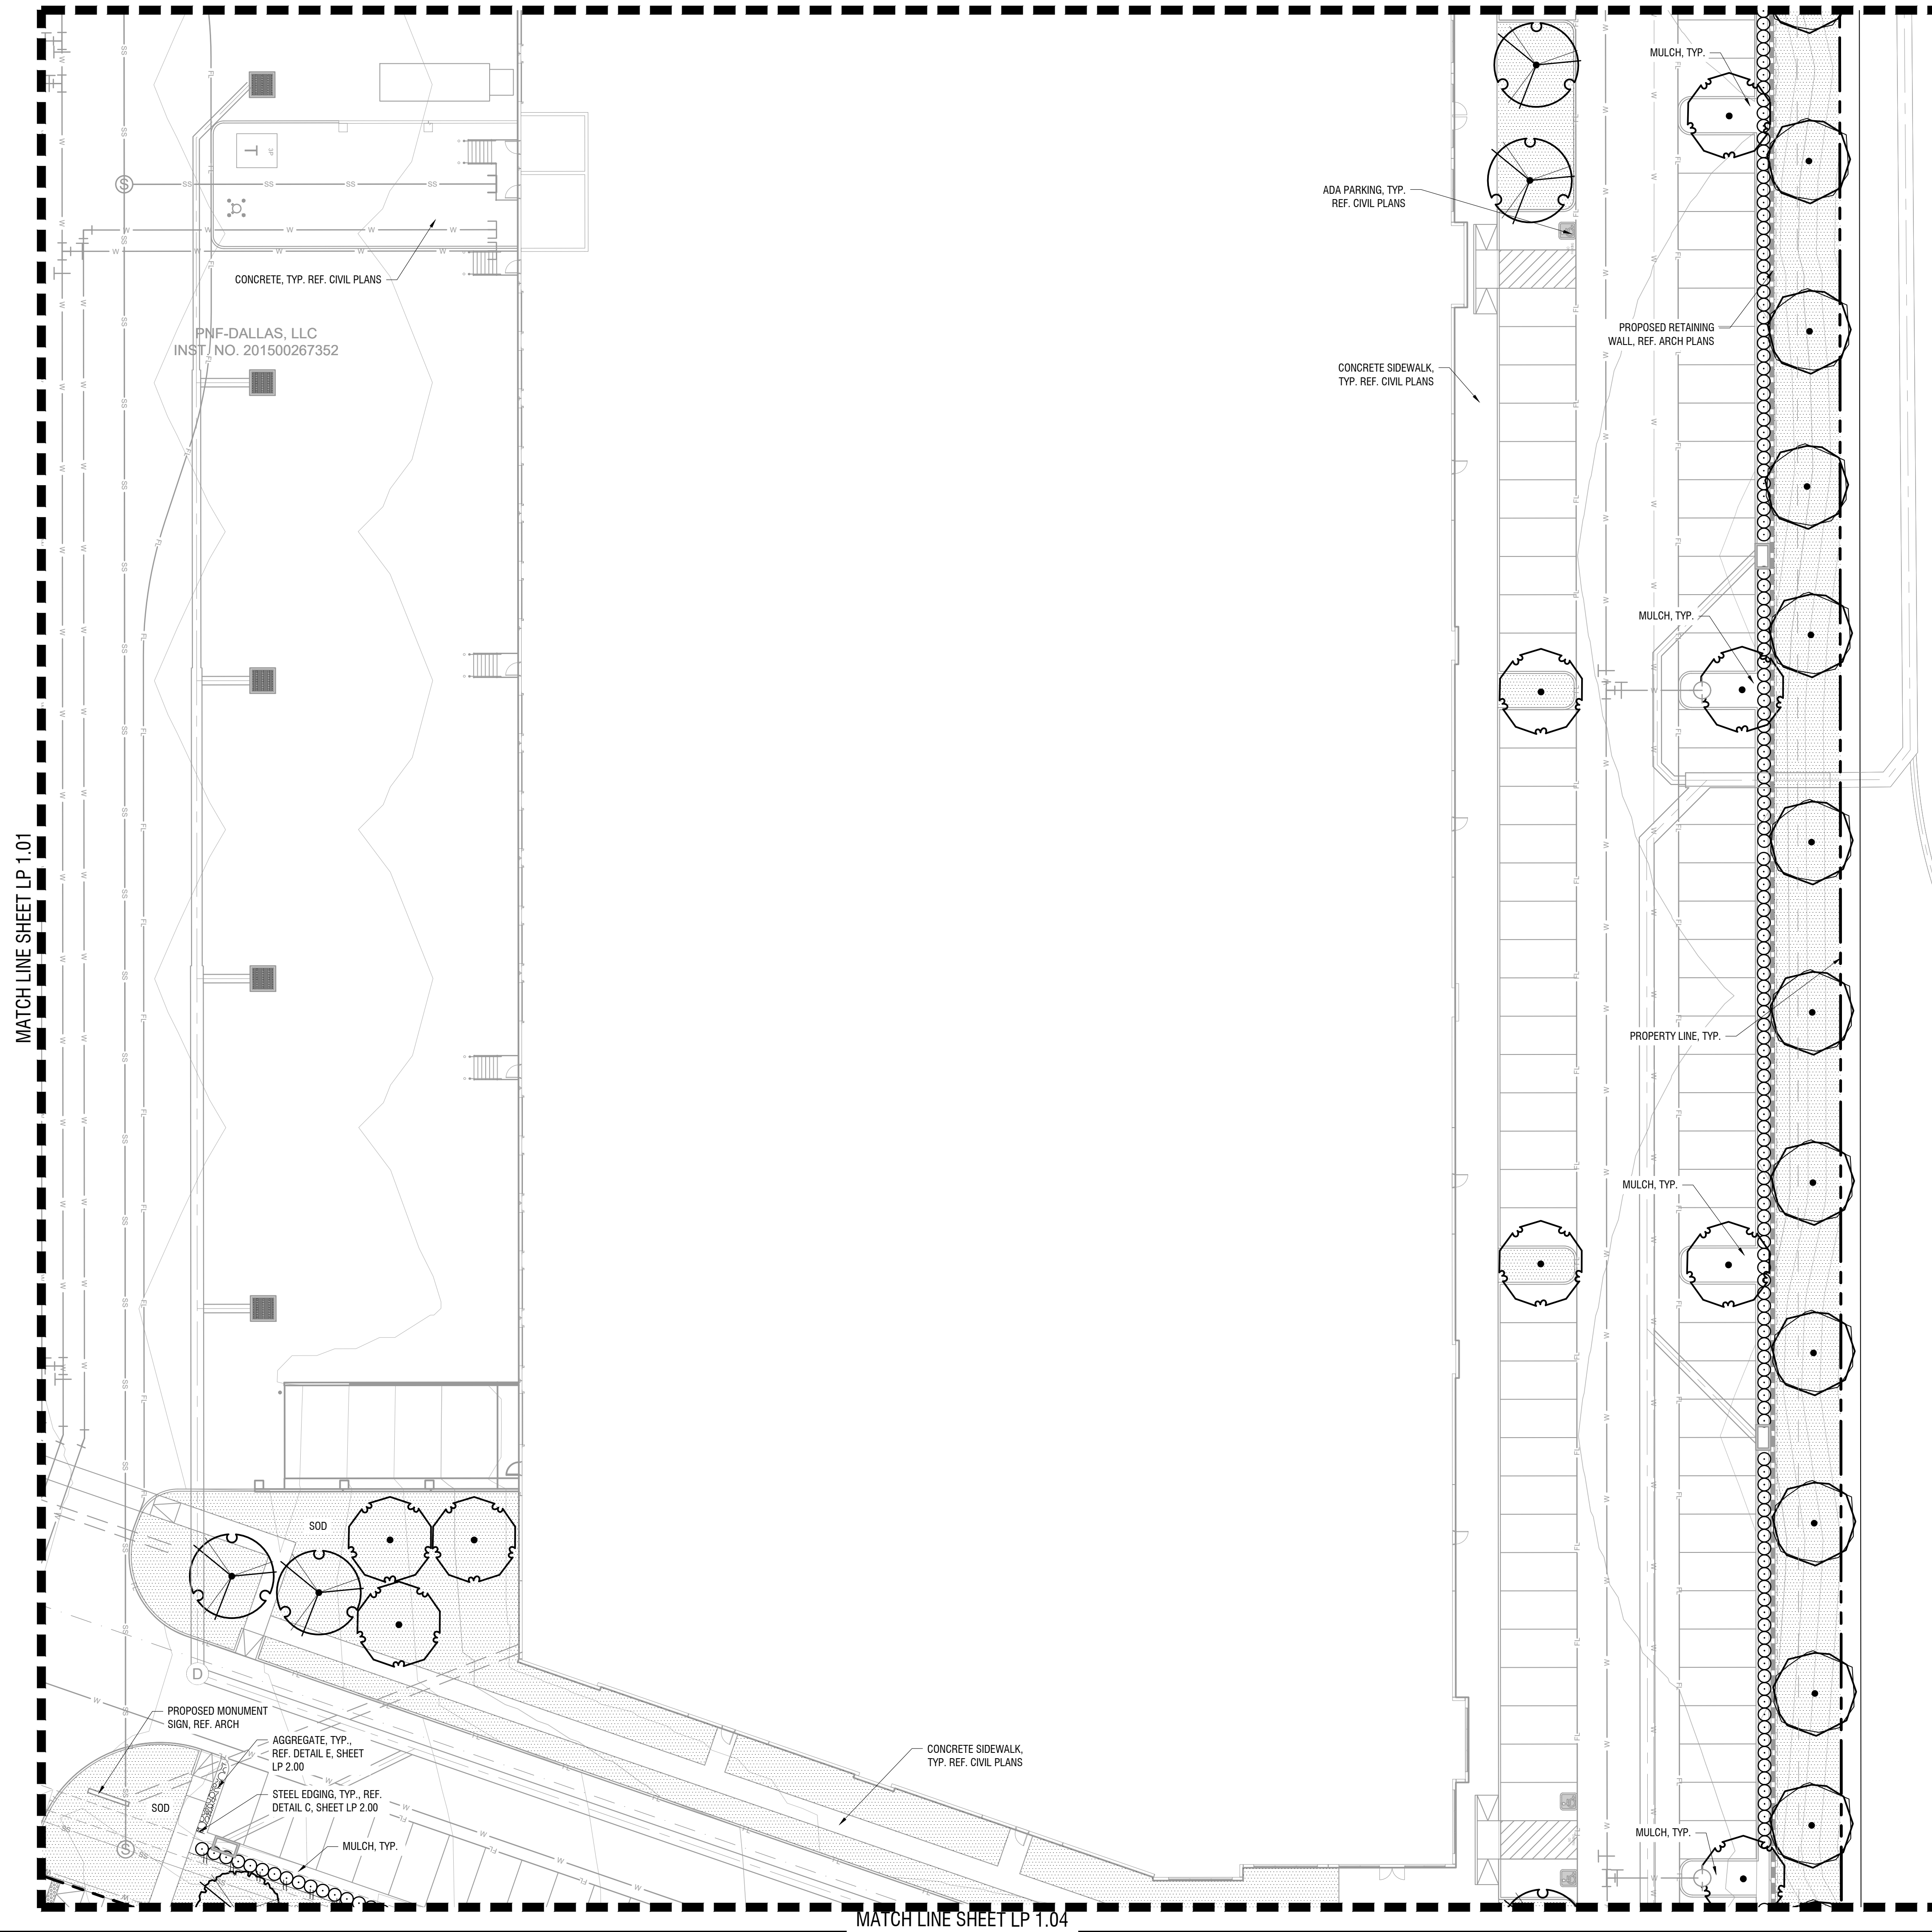 MULCH, TYP.
ADA PARKING, TYP.
REF. CIVIL PLANS
CONCRETE, TYP. REF. CIVIL PLANS
PNF-DALLAS, LLC
INST. NO. 201500267352
PROPOSED RETAINING
WALL, REF. ARCH PLANS
CONCRETE SIDEWALK,
TYP. REF. CIVIL PLANS
MULCH, TYP.
MATCH LINE SHEET LP 1.01
PROPERTY LINE, TYP.
MULCH, TYP.
SOD
D
PROPOSED MONUMENT
SIGN, REF. ARCH
AGGREGATE, TYP.,
REF. DETAIL E, SHEET
LP 2.00
CONCRETE SIDEWALK,
TYP. REF. CIVIL PLANS
STEEL EDGING, TYP., REF.
DETAIL C, SHEET LP 2.00
SOD
MULCH, TYP.
MULCH, TYP.
S
MATCH LINE SHEET LP 1.04